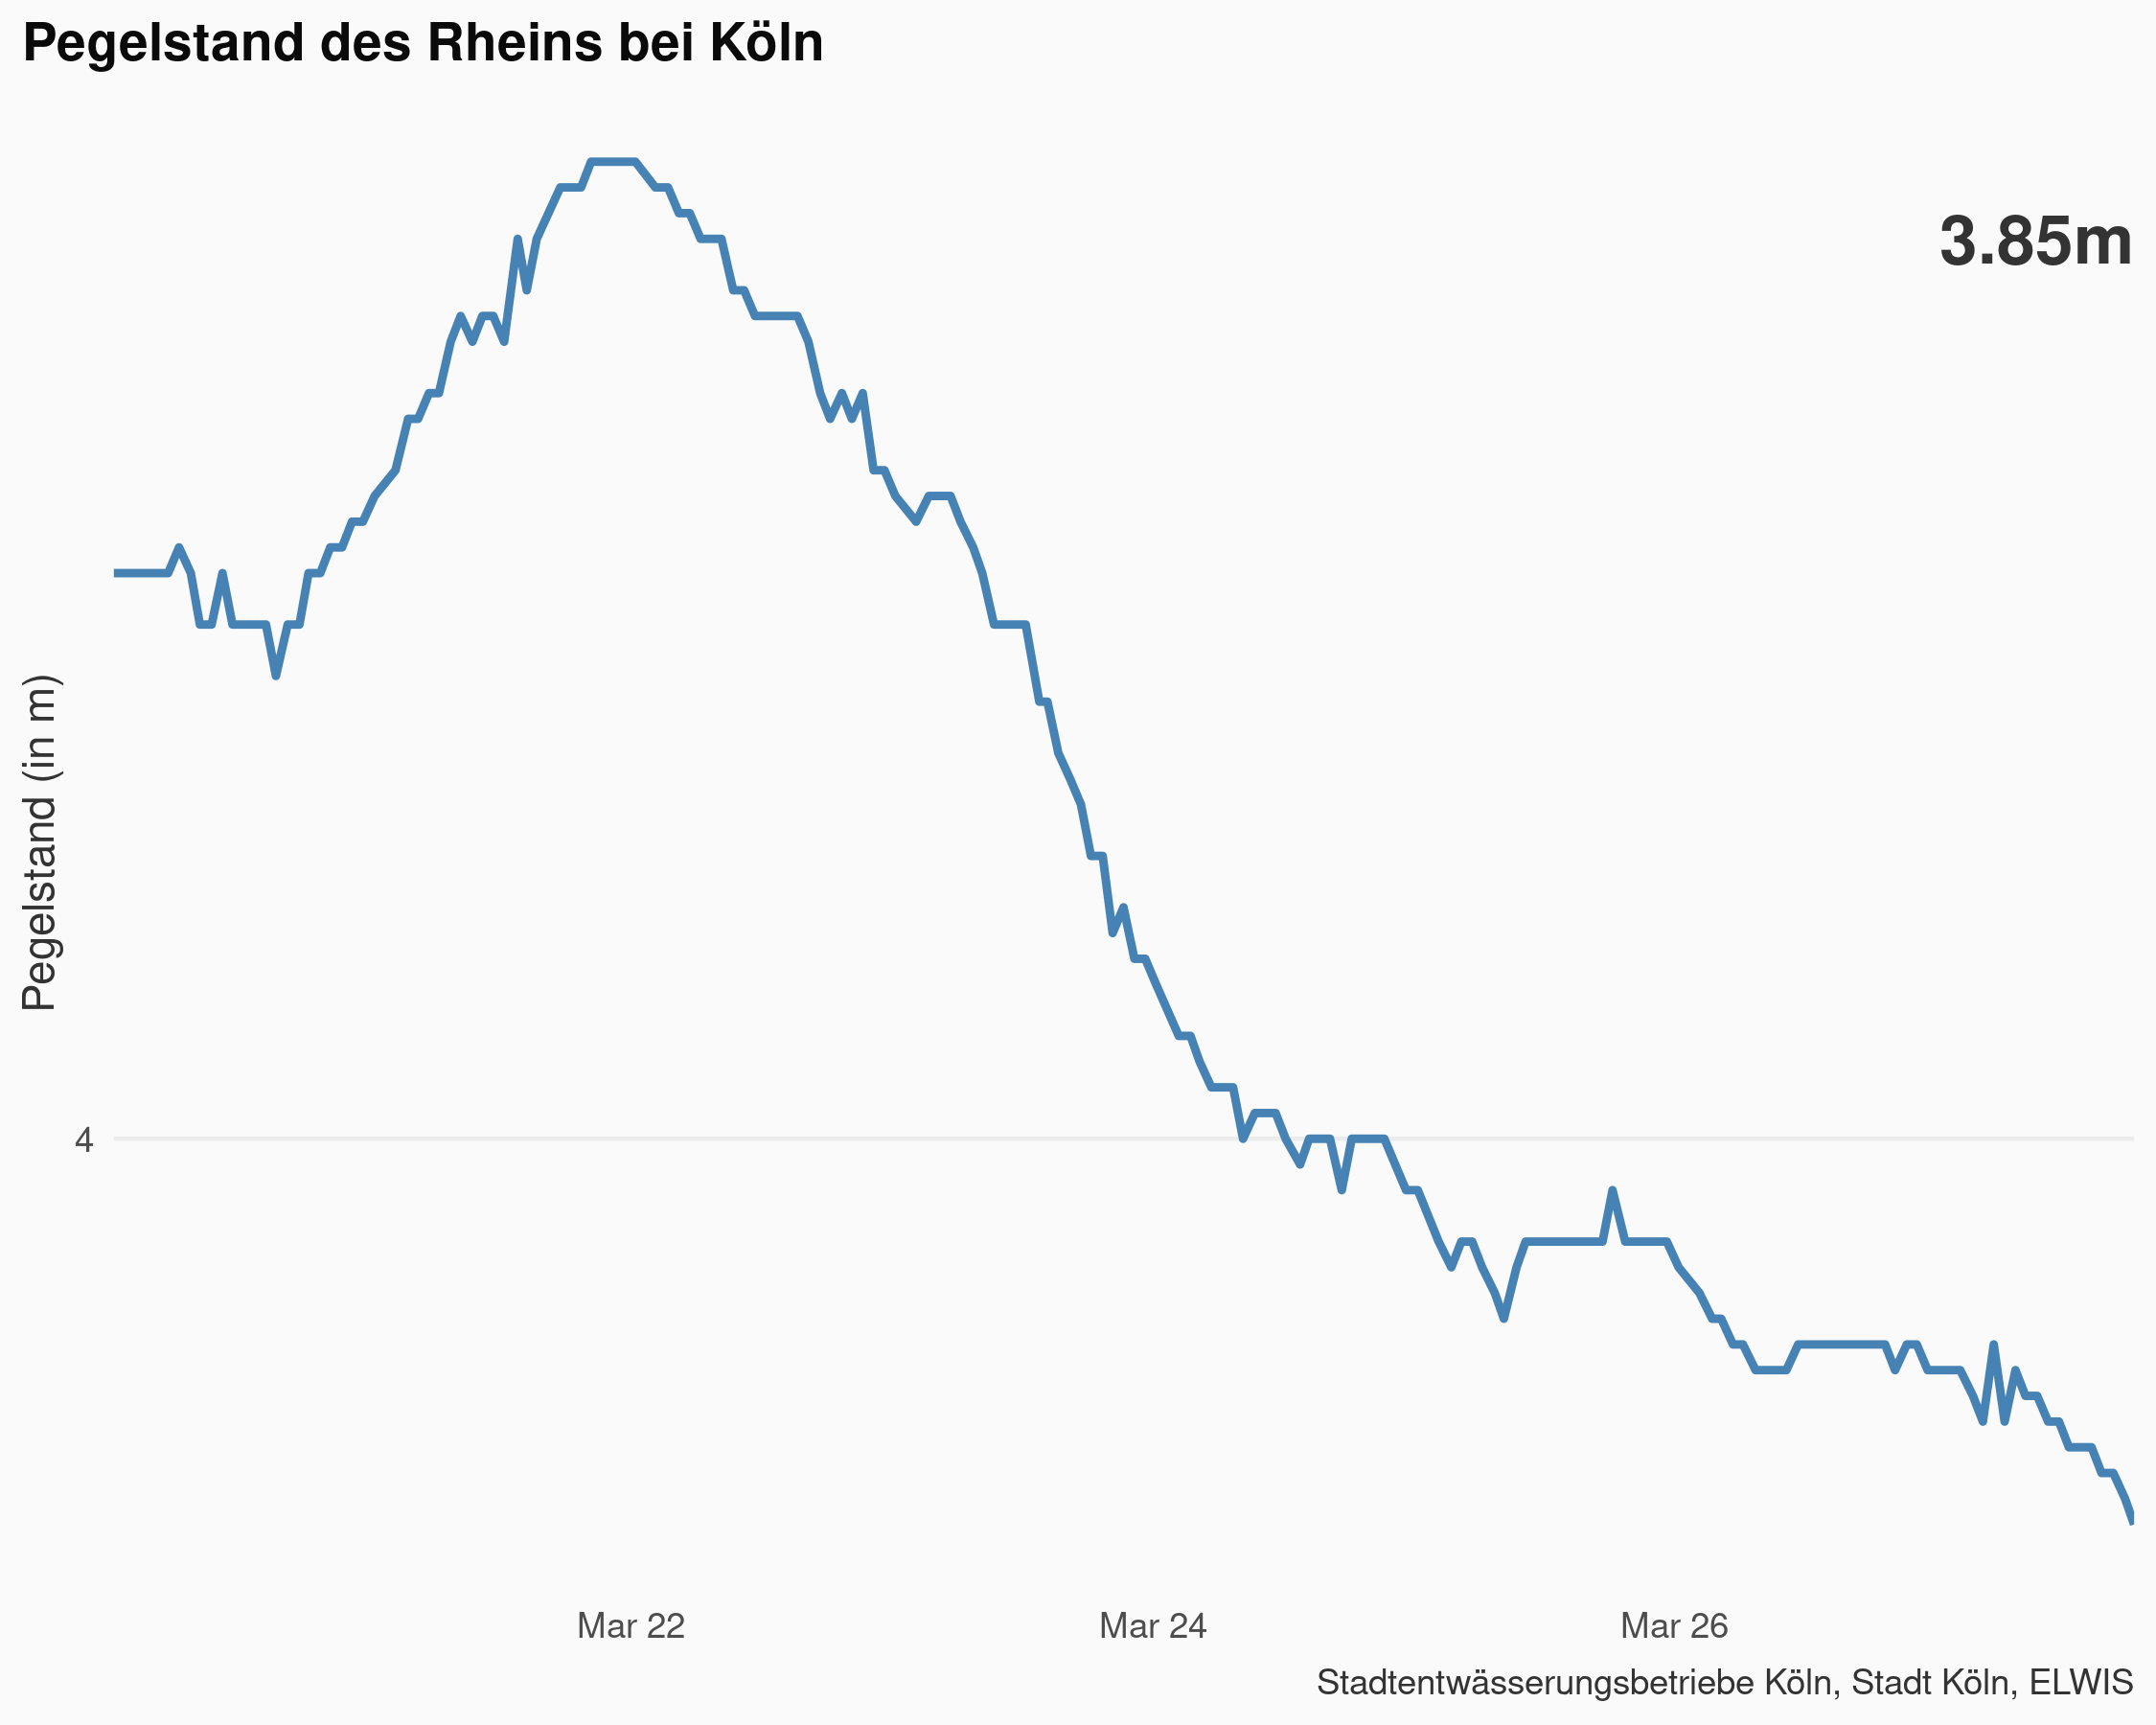 Pegelstand des Rheins bei Köln
3.85m
Pegelstand (in m)
4
Mar 22
Mar 24
Mar 26
Stadtentwässerungsbetriebe Köln, Stadt Köln, ELWIS